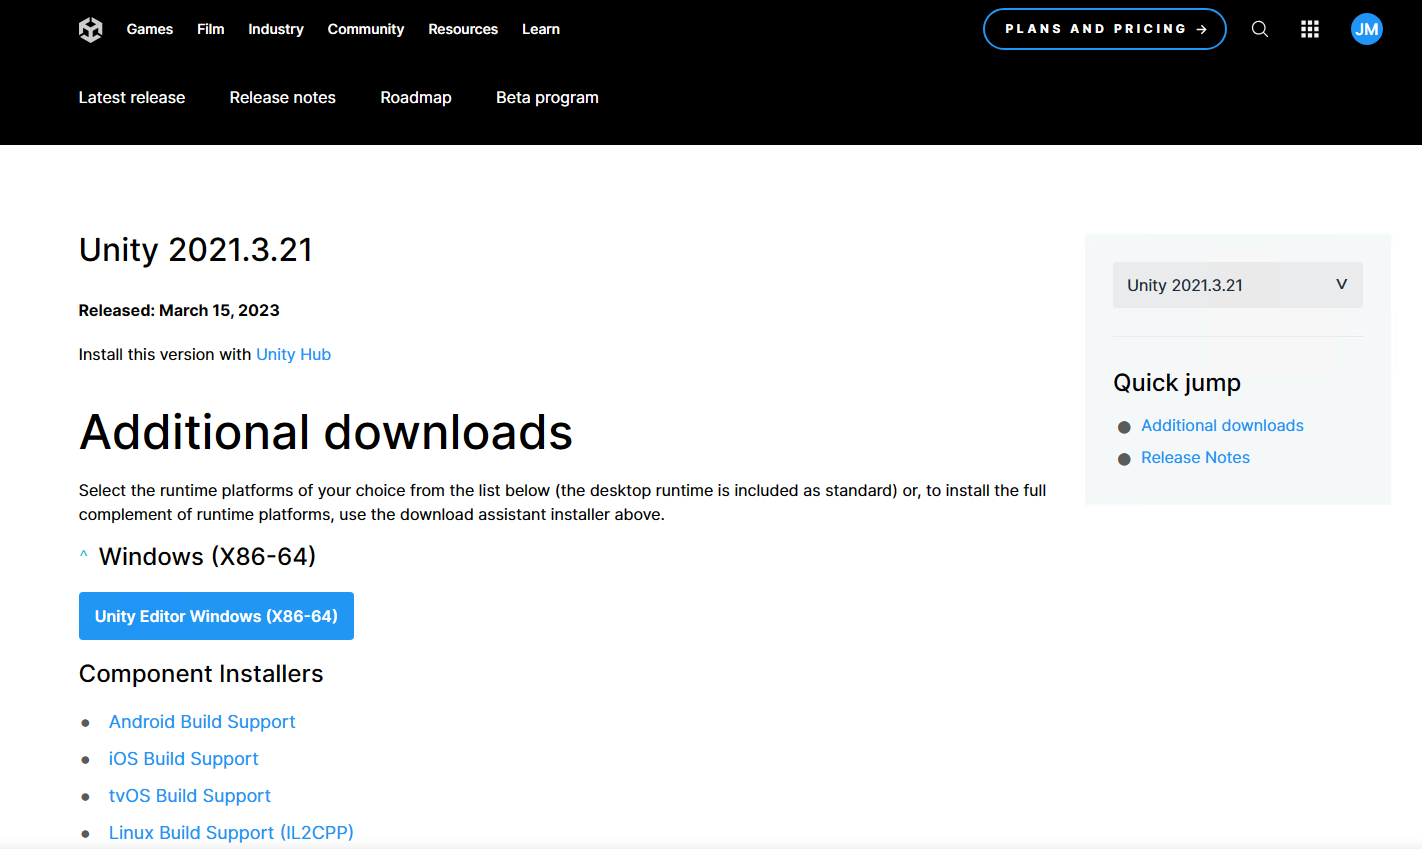 Games Film Industry Community Resources Learn
PLANS AND PRICING →
JM
Latest release Release notes Roadmap Beta program
Unity 2021.3.21
Released: March 15, 2023
Install this version with Unity Hub
Additional downloads
Select the runtime platforms of your choice from the list below (the desktop runtime is included as standard) or, to install the full
complement of runtime platforms, use the download assistant installer above.
^ Windows (X86-64)
Unity Editor Windows (X86-64)
Component Installers
● Android Build Support
● iOS Build Support
● tvOS Build Support
● Linux Build Support (IL2CPP)
Unity 2021.3.21 V
Quick jump
● Additional downloads
● Release Notes